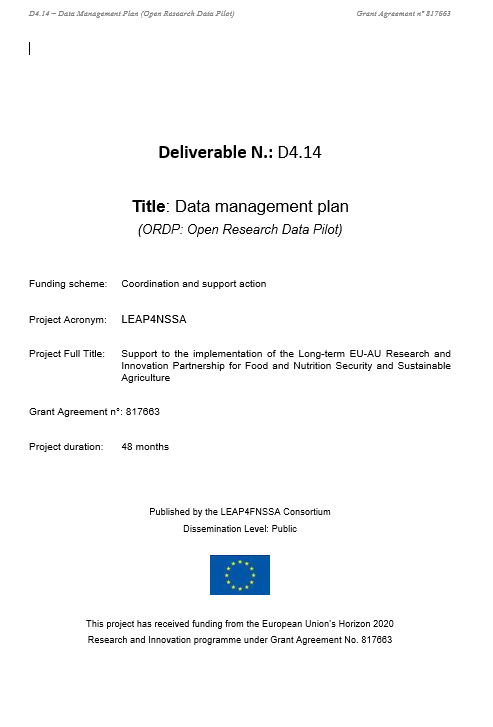 D4.14 – Data Management Plan (Open Research Data Pilot) Grant Agreement n° 817663
Deliverable N.: D4.14
Title: Data management plan
(ORDP: Open Research Data Pilot)
Funding scheme: Coordination and support action
Project Acronym: LEAP4NSSA
Project Full Title: Support to the implementation of the Long-term EU-AU Research and
Innovation Partnership for Food and Nutrition Security and Sustainable
Agriculture
Grant Agreement n°: 817663
Project duration: 48 months
Published by the LEAP4FNSSA Consortium
Dissemination Level: Public
This project has received funding from the European Union's Horizon 2020
Research and Innovation programme under Grant Agreement No. 817663